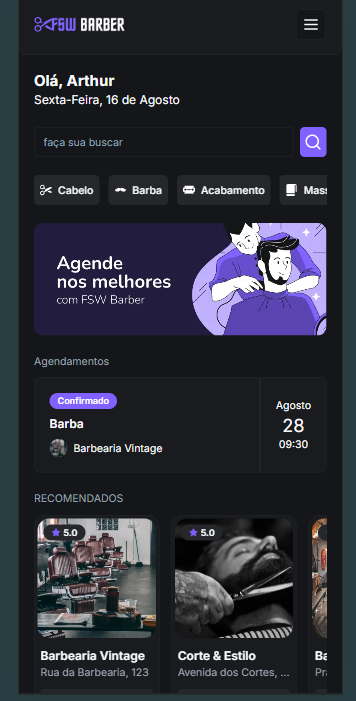 FSW BARBER
Olá, Arthur
Sexta-Feira, 16 de Agosto
faça sua buscar
Cabelo Barba Acabamento Mass
Agende
nos melhores
com FSW Barber
Agendamentos
Confirmado
Barba
Barbearia Vintage
Agosto
28
09:30
RECOMENDADOS
5.0 5.0
Barbearia Vintage Corte & Estilo Ba
Rua da Barbearia, 123 Avenida dos Cortes, ... Pra